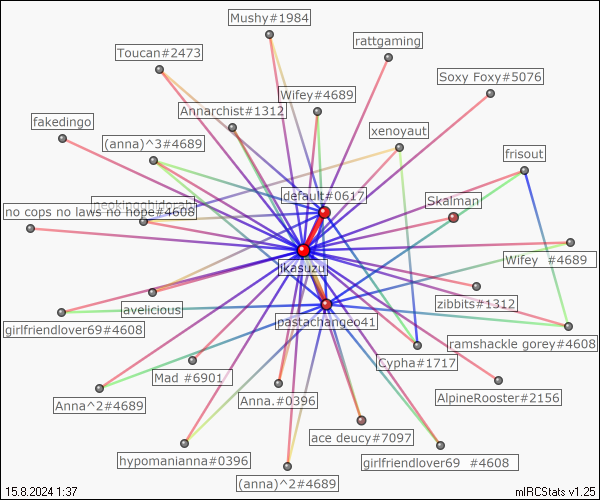 Mushy#1984
rattgaming
Toucan#2473
Soxy Foxy#5076
Wifey#4689
Annarchist#1312
fakedingo
xenoyaut
(anna)^3#4689
frisout
default#0617
Skalman
no cops no laws no hope#4608
jkasuzu
Wifey #4689
zibbits#1312
avelicious
pastachangeo41
girlfriendlover69#4608
ramshackle gorey#4608
Cypha#1717
Mad #6901
AlpineRooster#2156
Anna.#0396
Anna^2#4689
ace deucy#7097
hypomanianna#0396
girlfriendlover69 #4608
(anna)^2#4689
15.8.2024 1:37
mIRCStats v1.25